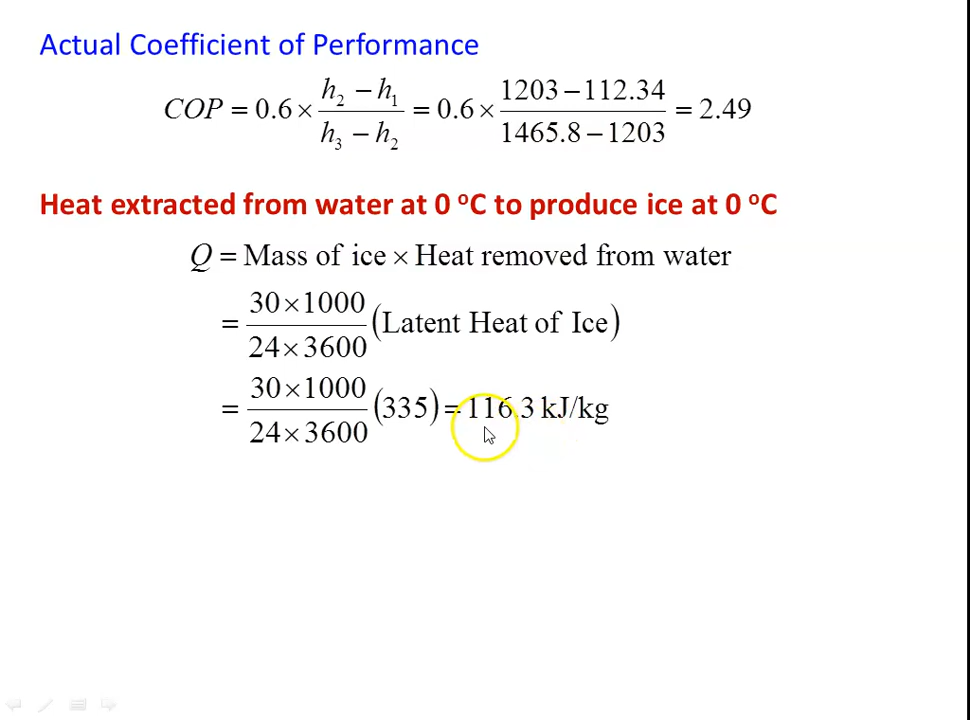 Actual Coefficient of Performance
COP = 0.6 × (h₂ − h₁)/(h₃ − h₂) = 0.6 × (1203 − 112.34)/(1465.8 − 1203) = 2.49
Heat extracted from water at 0 ºC to produce ice at 0 ºC
Q = Mass of ice × Heat removed from water
= (30 × 1000)/(24 × 3600) (Latent Heat of Ice)
= (30 × 1000)/(24 × 3600) (335) = 116.3 kJ/kg